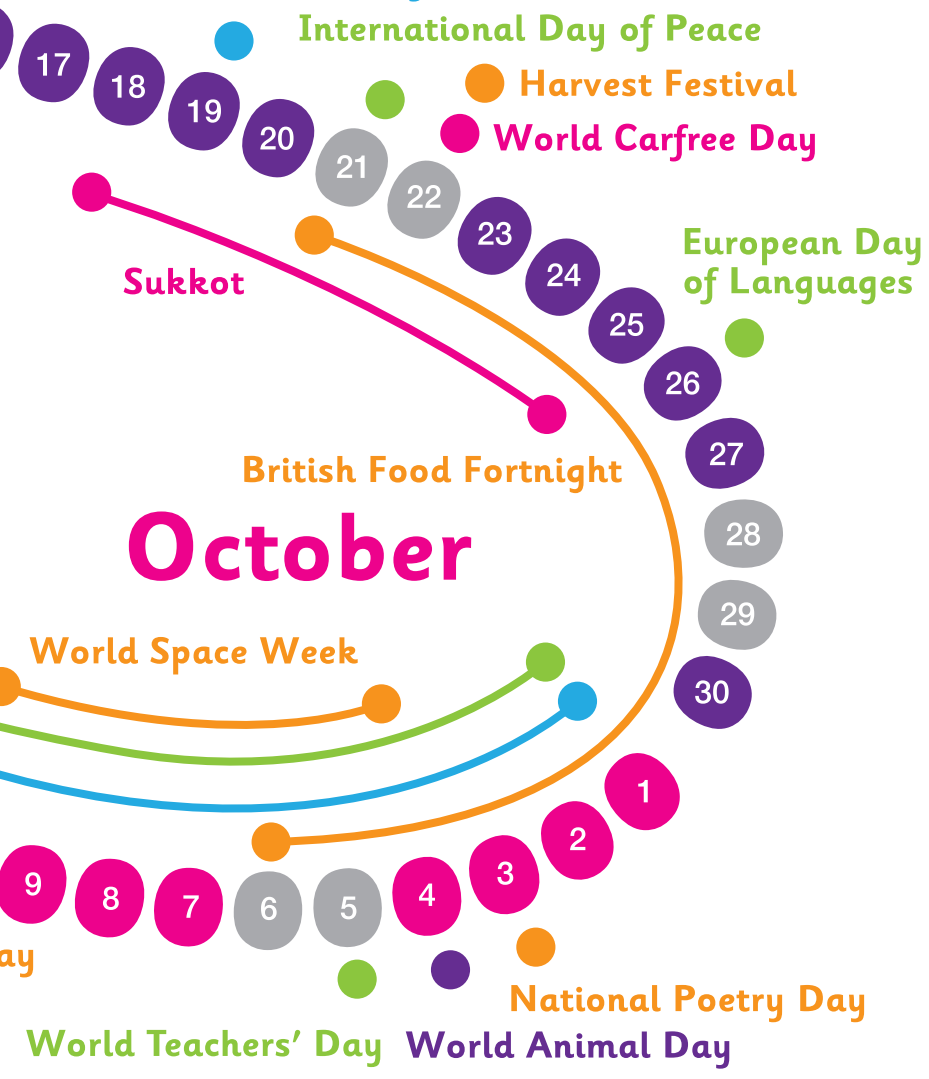 International Day of Peace
Harvest Festival
World Carfree Day
17
18
19
20
21
22
23
24
25
26
27
28
29
30
European Day
of Languages
Sukkot
British Food Fortnight
October
World Space Week
1
2
3
4
5
6
7
8
9
ay
National Poetry Day
World Teachers’ Day
World Animal Day